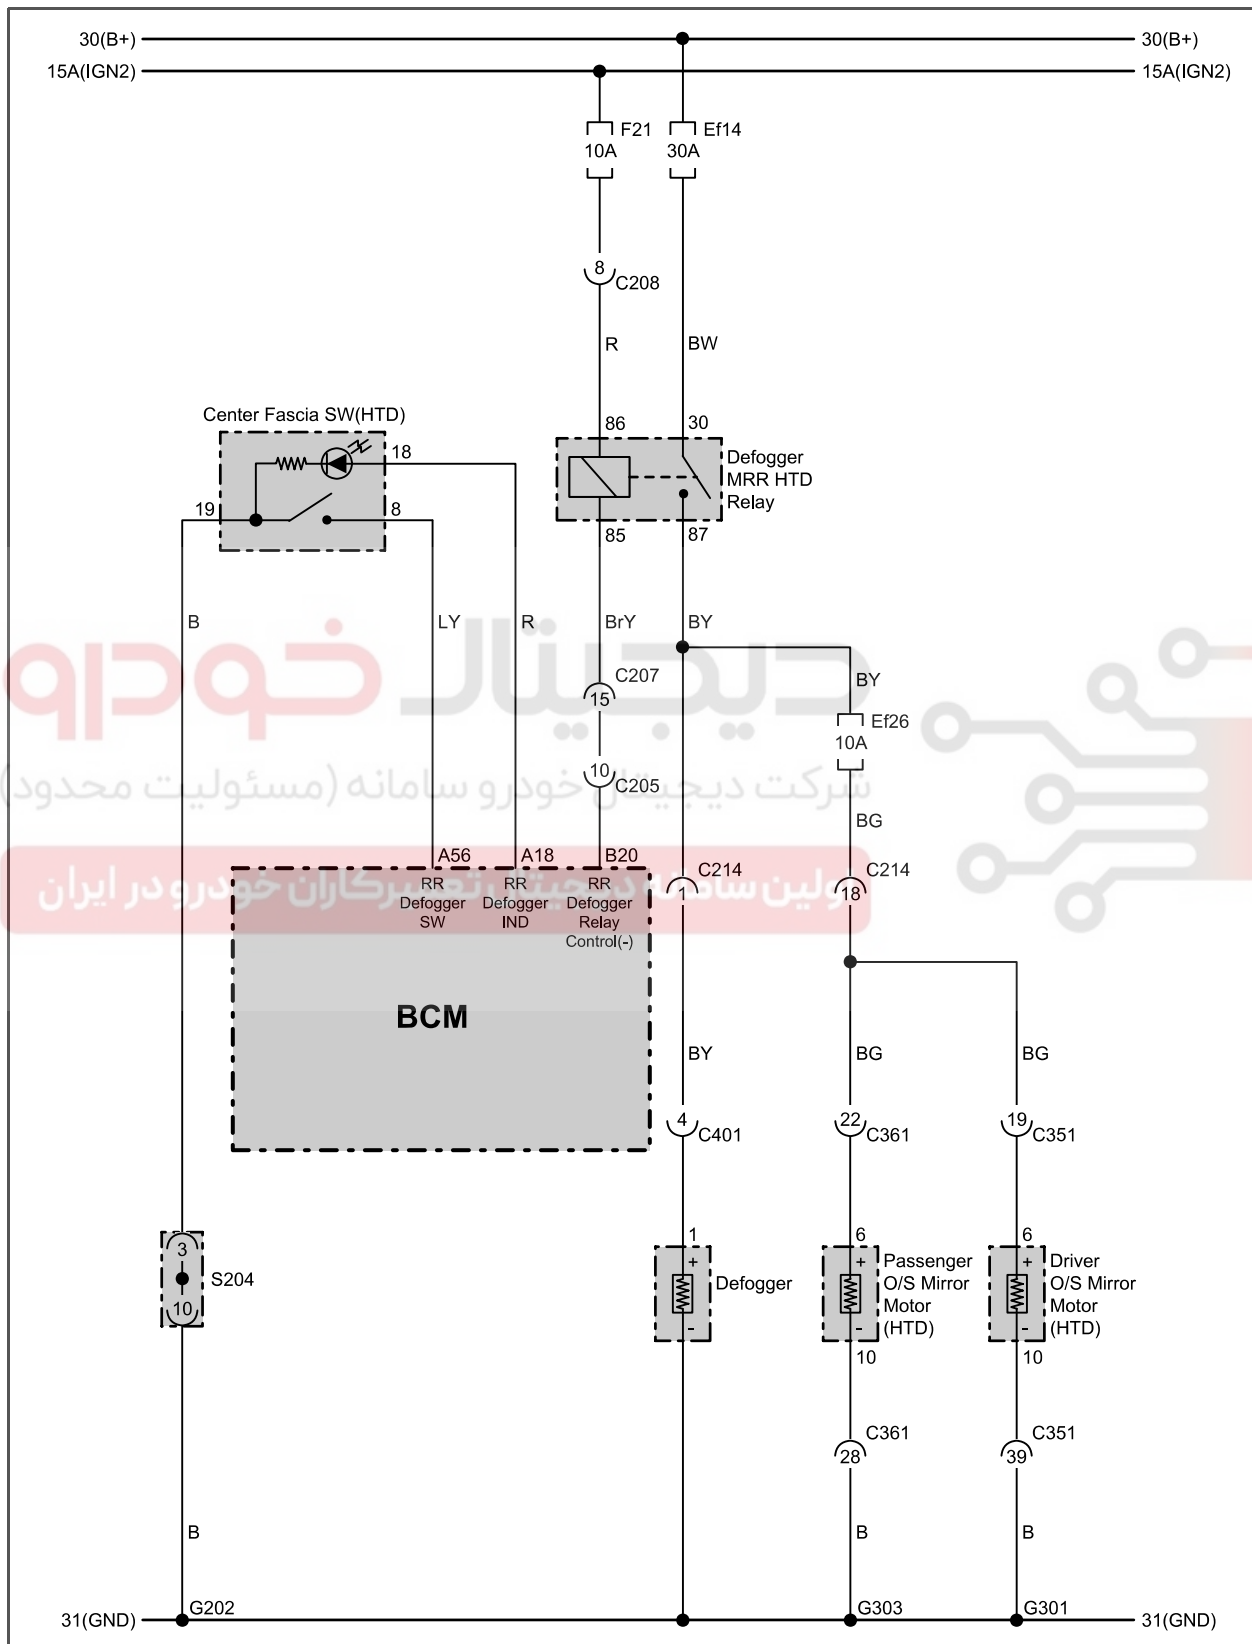 30(B+)
30(B+)
15A(IGN2)
15A(IGN2)
F21
10A
Ef14
30A
8
C208
R
BW
Center Fascia SW(HTD)
86
30
18
Defogger
MRR HTD
Relay
19
8
85
87
B
LY
R
BrY
BY
دیجیتال خودرو
C207
15
BY
Ef26
10A
10
C205
شرکت دیجیتال خودرو سامانه (مسئولیت محدود)
BG
A56
A18
B20
C214
1
C214
18
RR
Defogger
SW
RR
Defogger
IND
RR
Defogger
Relay
Control(-)
اولین سامانه دیجیتال تعمیرکاران خودرو در ایران
BCM
BY
BG
BG
4
C401
22
C361
19
C351
3
S204
10
1
+
Defogger
-
6
+
Passenger
O/S Mirror
Motor
(HTD)
-
10
6
+
Driver
O/S Mirror
Motor
(HTD)
-
10
C361
28
C351
39
B
B
B
31(GND)
G202
G303
G301
31(GND)